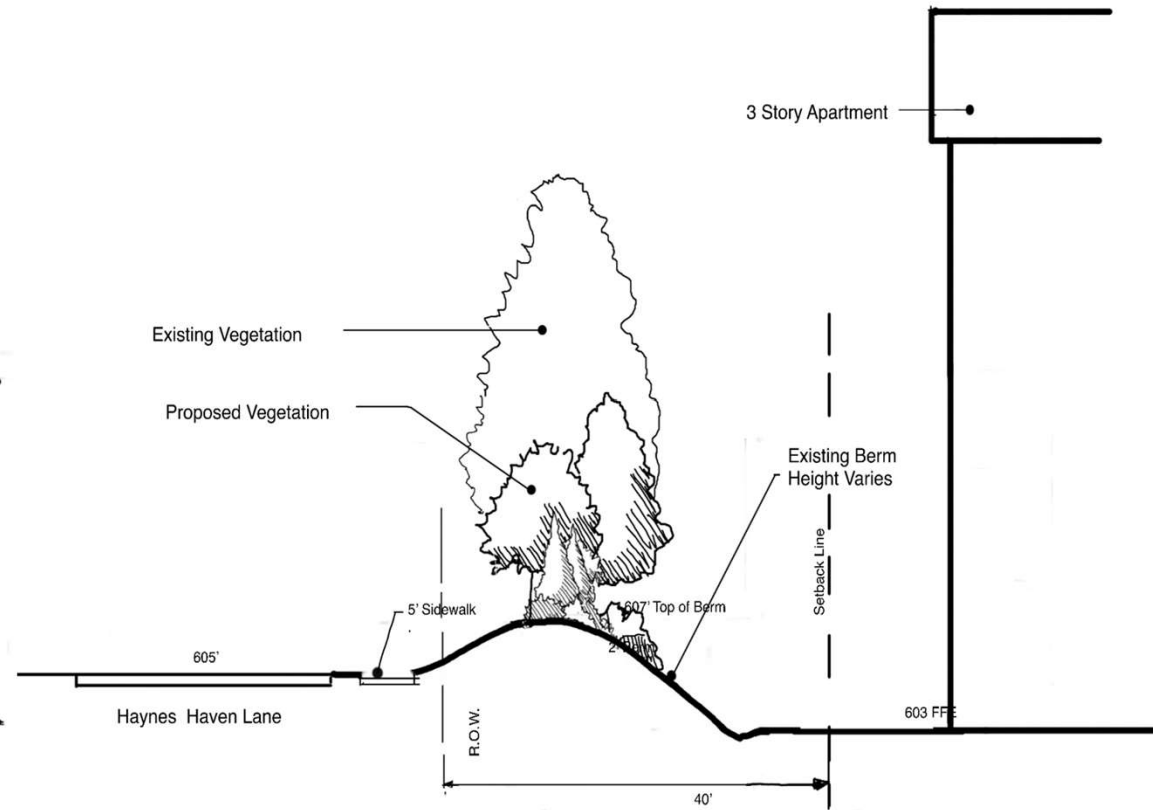 3 Story Apartment
Existing Vegetation
Proposed Vegetation
Existing Berm
Height Varies
Setback Line
5' Sidewalk
607' Top of Berm
605'
Haynes Haven Lane
R.O.W.
603 FFE
40'